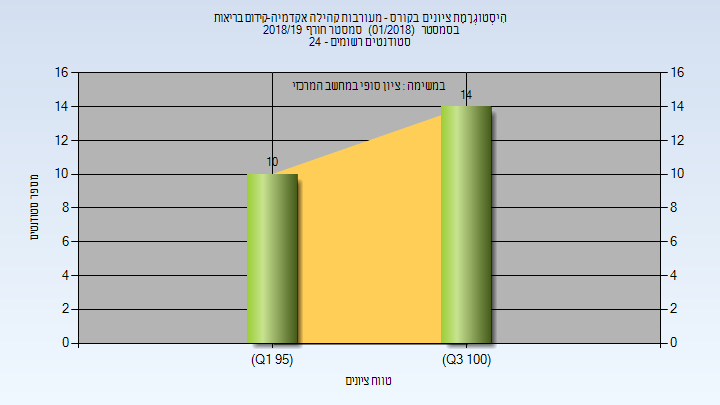 היסטוגרמת ציונים בקורס - מעורבות קהילה אקדמיה-קידום בריאות
בסמסטר (01/2018) סמסטר חורף 2018/19
סטודנטים רשומים - 24
במשימה : ציון סופי במחשב המרכזי
16 16
14 14 14
12 12
10 10 10
8 8
6 6
4 4
2 2
0 0
מספר סטודנטים
(Q1 95) (Q3 100)
טווח ציונים